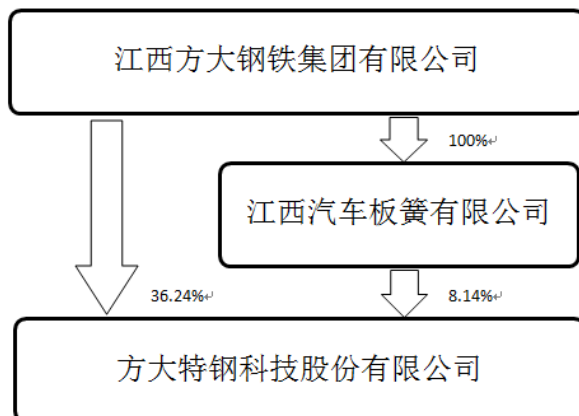 江西方大钢铁集团有限公司
100%↵
江西汽车板簧有限公司
36.24%↵
8.14%↵
方大特钢科技股份有限公司